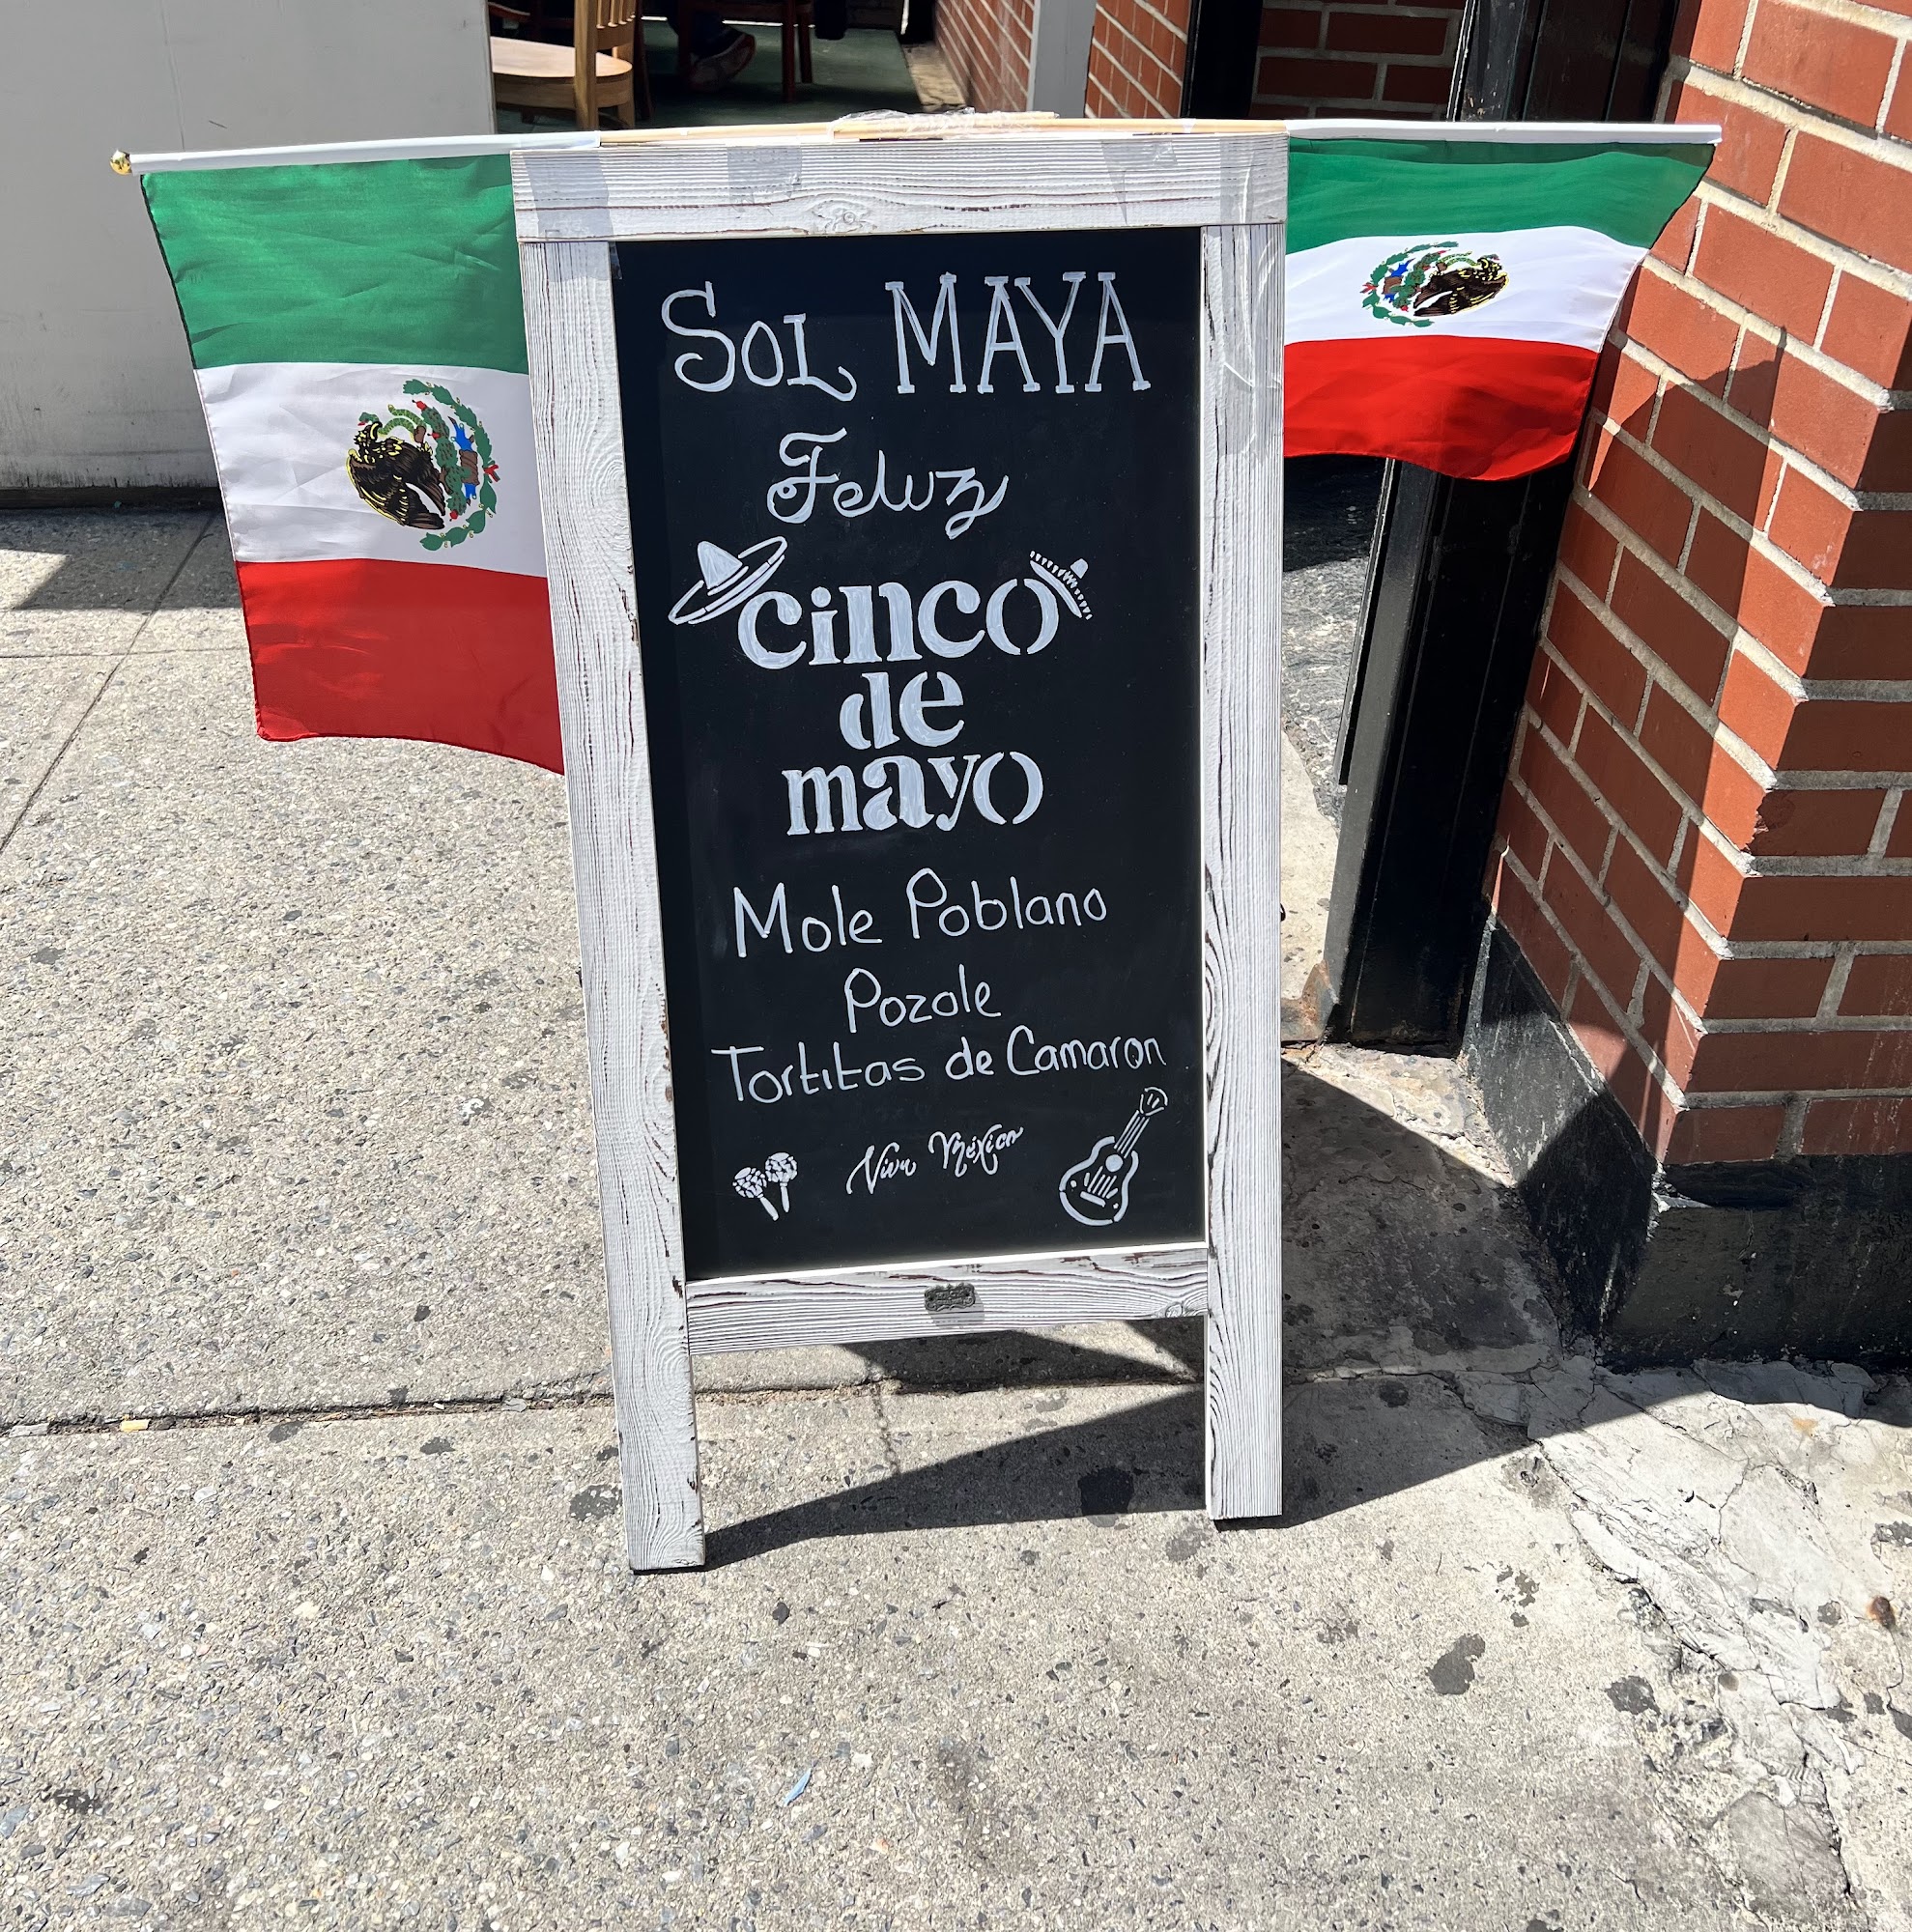 SOL MAYA
Feliz
cinco
de
mayo
Mole Poblano
Pozole
Tortitas de Camaron
Viva México